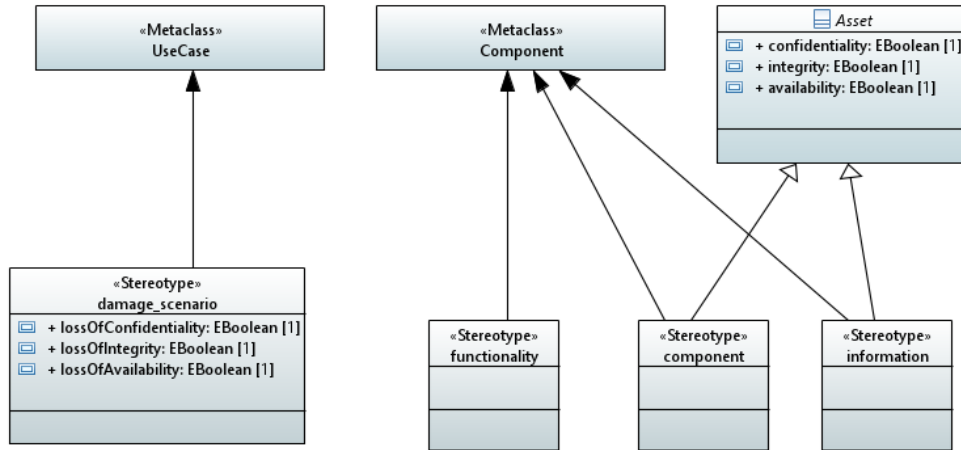 «Metaclass»
UseCase
«Metaclass»
Component
Asset
+ confidentiality: EBoolean [1]
+ integrity: EBoolean [1]
+ availability: EBoolean [1]
«Stereotype»
damage_scenario
+ lossOfConfidentiality: EBoolean [1]
+ lossOfIntegrity: EBoolean [1]
+ lossOfAvailability: EBoolean [1]
«Stereotype»
functionality
«Stereotype»
component
«Stereotype»
information